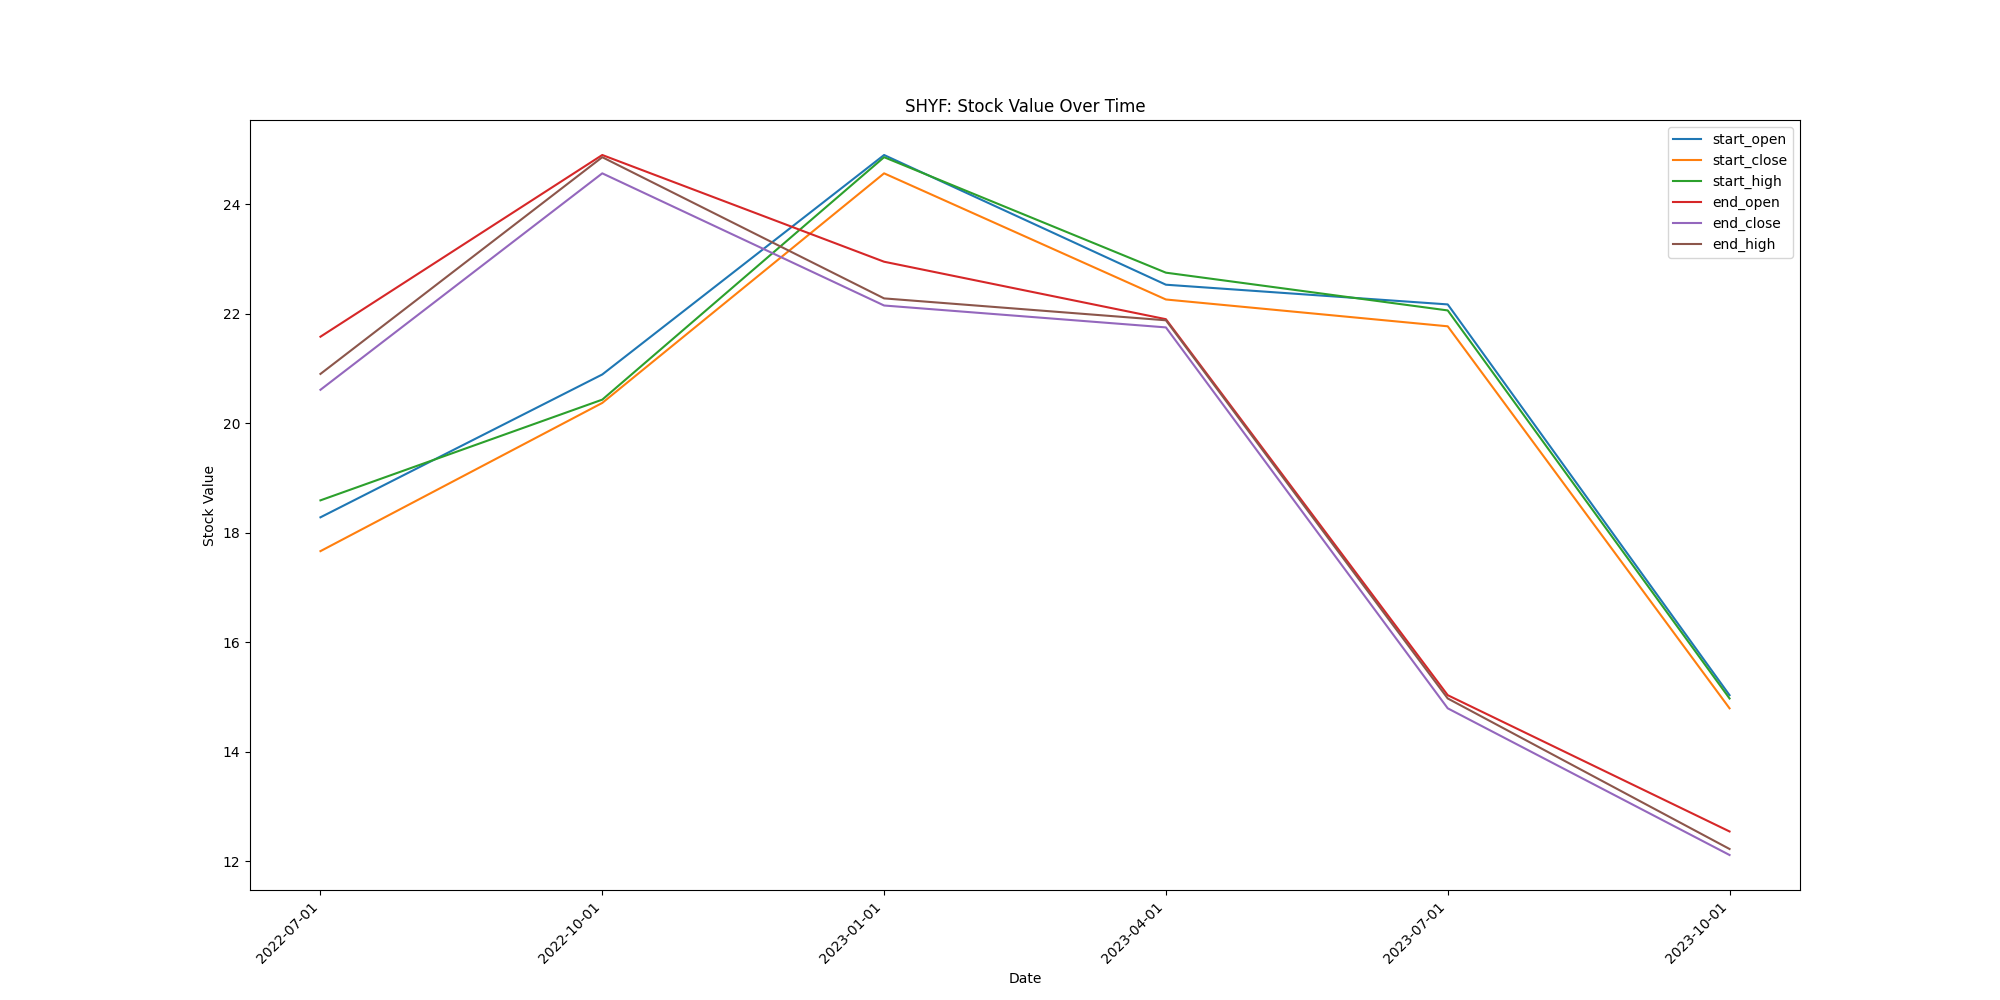 SHYF: Stock Value Over Time
start_open
start_close
start_high
end_open
end_close
end_high
Stock Value
24
22
20
18
16
14
12
2022-07-01
2022-10-01
2023-01-01
2023-04-01
2023-07-01
2023-10-01
Date